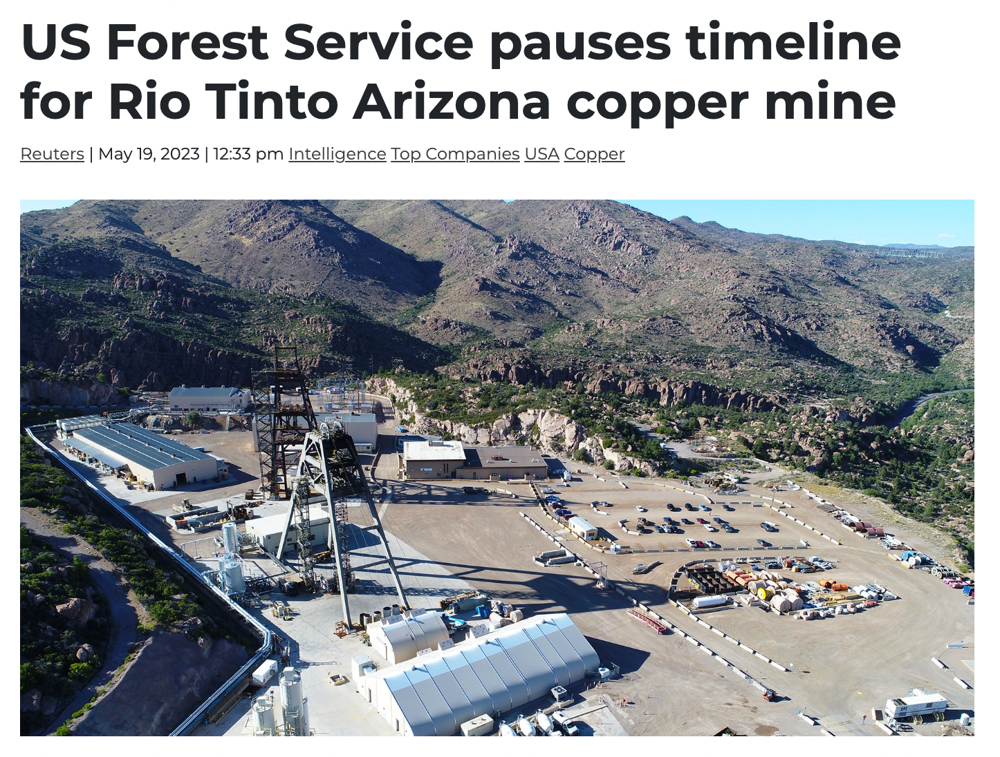 US Forest Service pauses timeline
for Rio Tinto Arizona copper mine
Reuters | May 19, 2023 | 12:33 pm Intelligence Top Companies USA Copper